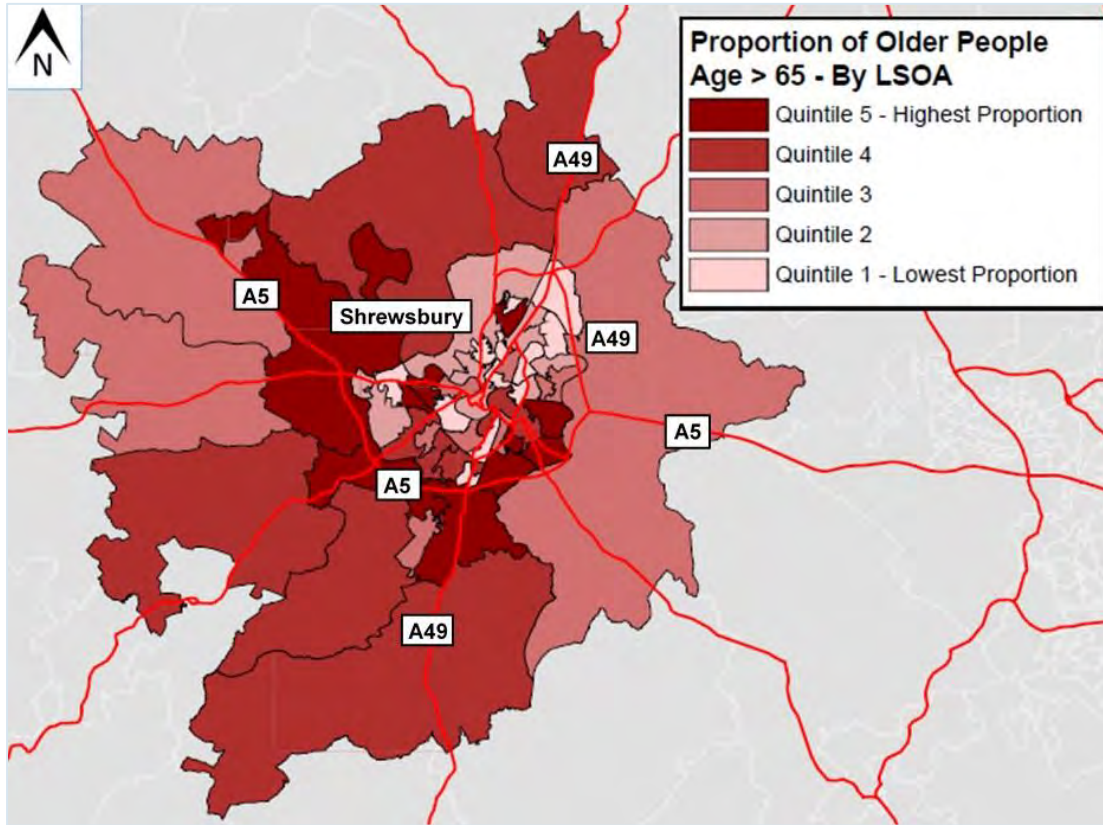 N
Proportion of Older People
Age > 65 - By LSOA
Quintile 5 - Highest Proportion
Quintile 4
Quintile 3
Quintile 2
Quintile 1 - Lowest Proportion
A49
A5
Shrewsbury
A49
A5
A5
A49